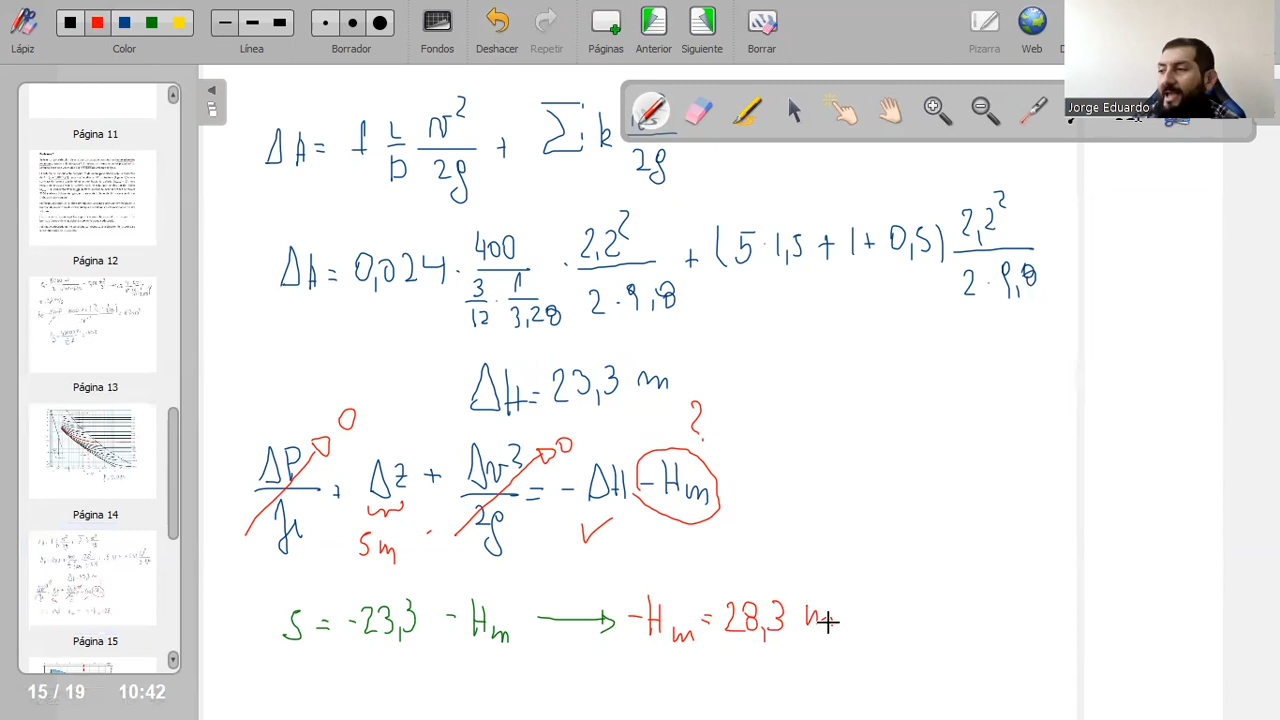 Lápiz Color Línea Borrador Fondos Deshacer Repetir Páginas Anterior Siguiente Borrar Pizarra Web
Jorge Eduardo
Página 11
Página 12
Página 13
Página 14
Página 15
15 / 19 10:42
ΔH = f L/D v²/2g + Σ k /2g
ΔH = 0,024 · 400/(3/12 · 1/3,28) · 2,2²/(2 · 9,8) + (5 · 1,5 + 1 + 0,5) 2,2²/(2 · 9,8)
ΔH = 23,3 m
0 0 ?
ΔP/γ + Δz + Δv²/2g = - ΔH - Hm
5m
5 = -23,3 - Hm → -Hm = 28,3 m